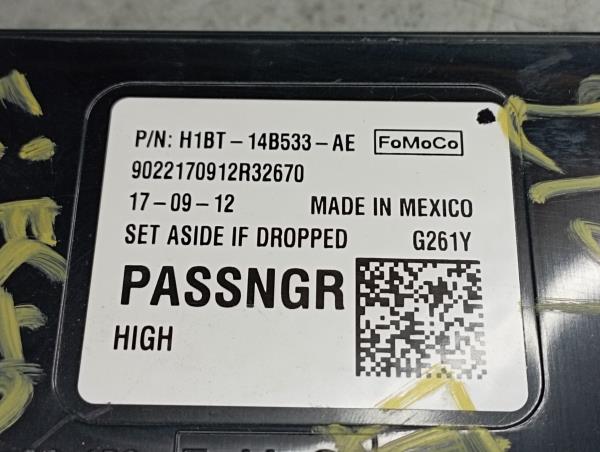 P/N: H1BT-14B533-AE FoMoCo
9022170912R32670
17-09-12 MADE IN MEXICO
SET ASIDE IF DROPPED G261Y
PASSNGR
HIGH